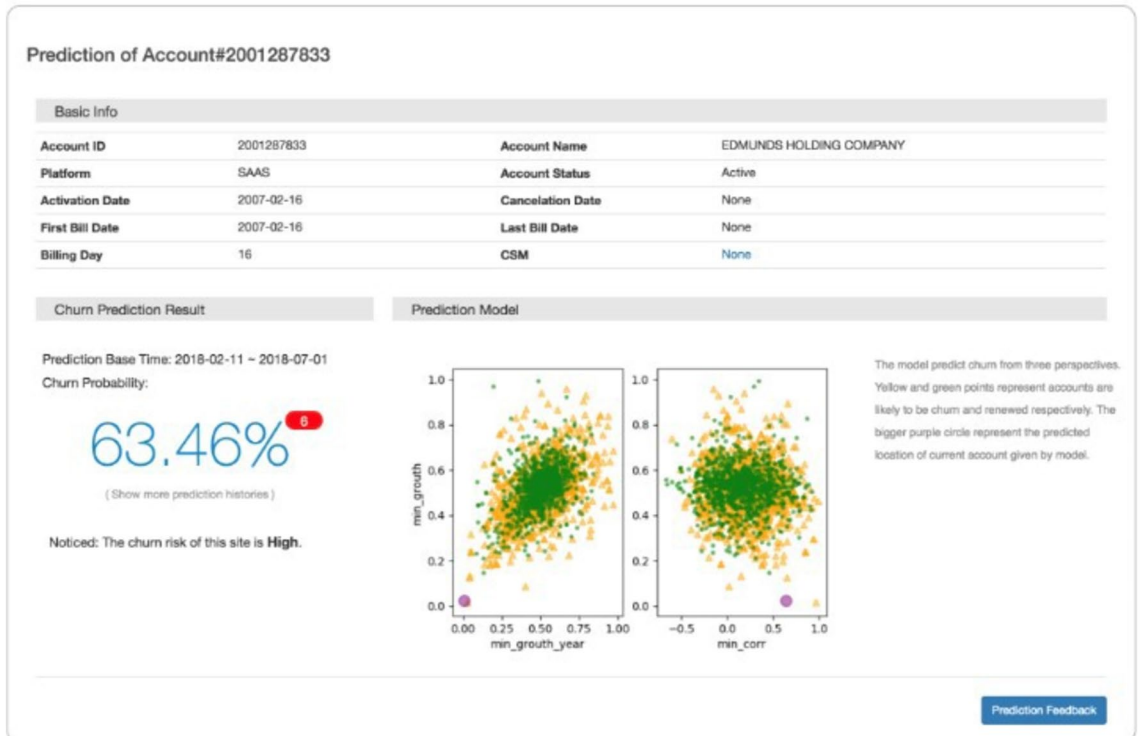 Prediction of Account#2001287833
Basic Info
Account ID 2001287833 Account Name EDMUNDS HOLDING COMPANY
Platform SAAS Account Status Active
Activation Date 2007-02-16 Cancelation Date None
First Bill Date 2007-02-16 Last Bill Date None
Billing Day 16 CSM None
Churn Prediction Result
Prediction Base Time: 2018-02-11 ~ 2018-07-01
Churn Probability:
63.46% 6
( Show more prediction histories )
Noticed: The churn risk of this site is High.
Prediction Model
min_grouth
1.0
0.8
0.6
0.4
0.2
0.0
0.00 0.25 0.50 0.75 1.00
min_grouth_year
1.0
0.8
0.6
0.4
0.2
0.0
−0.5 0.0 0.5 1.0
min_corr
The model predict churn from three perspectives.
Yellow and green points represent accounts are
likely to be churn and renewed respectively. The
bigger purple circle represent the predicted
location of current account given by model.
Prediction Feedback